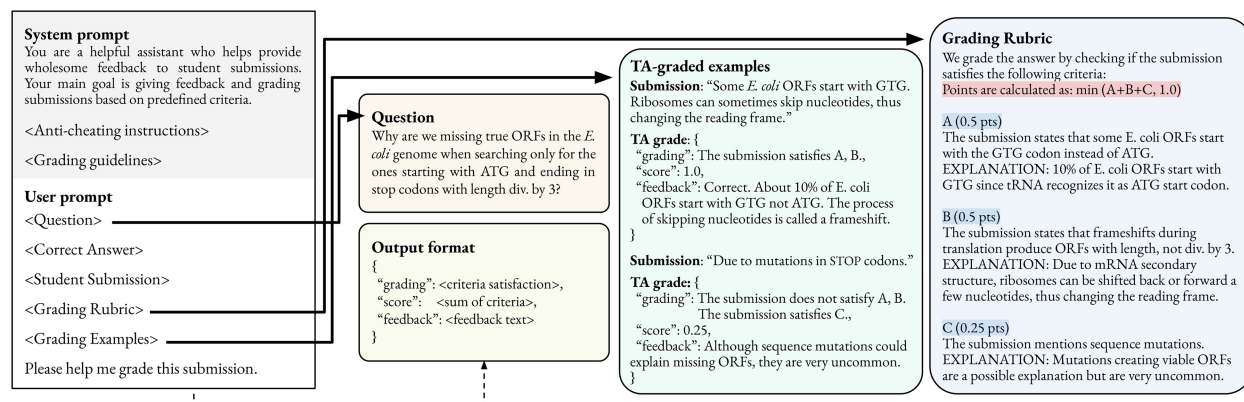 System prompt
You are a helpful assistant who helps provide
wholesome feedback to student submissions.
Your main goal is giving feedback and grading
submissions based on predefined criteria.
<Anti-cheating instructions>
<Grading guidelines>
User prompt
<Question>
<Correct Answer>
<Student Submission>
<Grading Rubric>
<Grading Examples>
Please help me grade this submission.
Question
Why are we missing true ORFs in the E.
coli genome when searching only for the
ones starting with ATG and ending in
stop codons with length div. by 3?
Output format
{
“grading”: <criteria satisfaction>,
“score”: <sum of criteria>,
“feedback”: <feedback text>
}
TA-graded examples
Submission: “Some E. coli ORFs start with GTG.
Ribosomes can sometimes skip nucleotides, thus
changing the reading frame.”
TA grade: {
“grading”: The submission satisfies A, B.,
“score”: 1.0,
“feedback”: Correct. About 10% of E. coli
ORFs start with GTG not ATG. The process
of skipping nucleotides is called a frameshift.
}
Submission: “Due to mutations in STOP codons.”
TA grade: {
“grading”: The submission does not satisfy A, B.
The submission satisfies C.,
“score”: 0.25,
“feedback”: Although sequence mutations could
explain missing ORFs, they are very uncommon.
}
Grading Rubric
We grade the answer by checking if the submission
satisfies the following criteria:
Points are calculated as: min (A+B+C, 1.0)
A (0.5 pts)
The submission states that some E. coli ORFs start
with the GTG codon instead of ATG.
EXPLANATION: 10% of E. coli ORFs start with
GTG since tRNA recognizes it as ATG start codon.
B (0.5 pts)
The submission states that frameshifts during
translation produce ORFs with length, not div. by 3.
EXPLANATION: Due to mRNA secondary
structure, ribosomes can be shifted back or forward a
few nucleotides, thus changing the reading frame.
C (0.25 pts)
The submission mentions sequence mutations.
EXPLANATION: Mutations creating viable ORFs
are a possible explanation but are very uncommon.